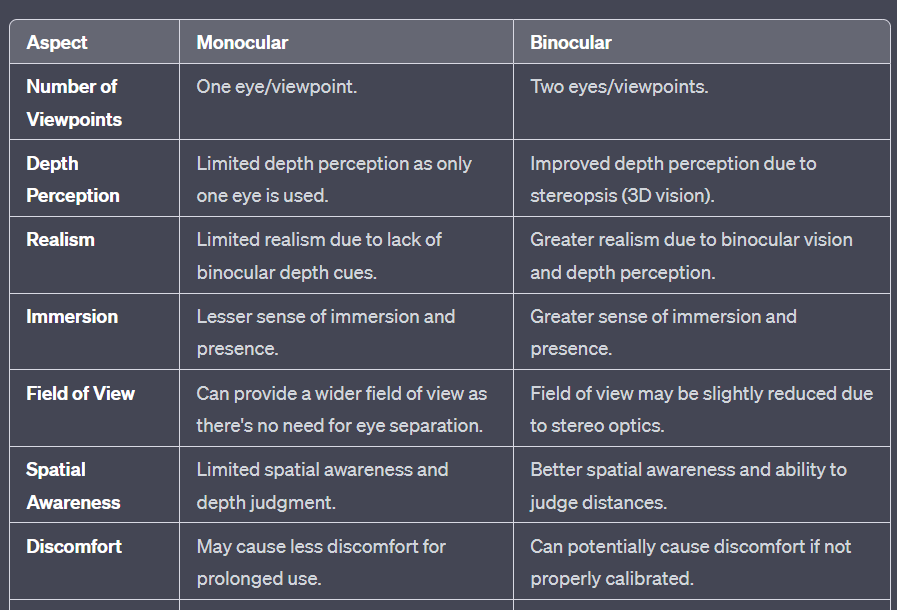 Aspect Monocular Binocular
Number of Viewpoints One eye/viewpoint. Two eyes/viewpoints.
Depth Perception Limited depth perception as only one eye is used. Improved depth perception due to stereopsis (3D vision).
Realism Limited realism due to lack of binocular depth cues. Greater realism due to binocular vision and depth perception.
Immersion Lesser sense of immersion and presence. Greater sense of immersion and presence.
Field of View Can provide a wider field of view as there's no need for eye separation. Field of view may be slightly reduced due to stereo optics.
Spatial Awareness Limited spatial awareness and depth judgment. Better spatial awareness and ability to judge distances.
Discomfort May cause less discomfort for prolonged use. Can potentially cause discomfort if not properly calibrated.